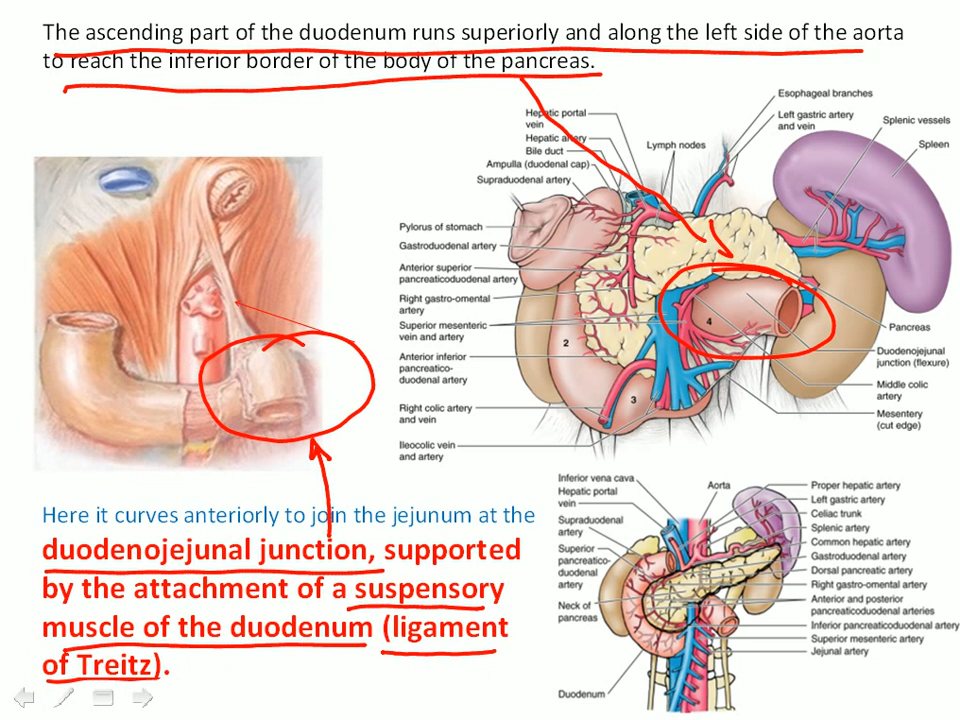 The ascending part of the duodenum runs superiorly and along the left side of the aorta
to reach the inferior border of the body of the pancreas.
Esophageal branches
Left gastric artery
and vein
Splenic vessels
Spleen
Hepatic portal
vein
Hepatic artery
Bile duct
Ampulla (duodenal cap)
Supraduodenal artery
Lymph nodes
Pylorus of stomach
Gastroduodenal artery
Anterior superior
pancreaticoduodenal artery
Right gastro-omental
artery
Superior mesenteric
vein and artery
Anterior inferior
pancreatico-
duodenal artery
Right colic artery
and vein
Ileocolic vein
and artery
2
3
4
Pancreas
Duodenojejunal
junction (flexure)
Middle colic
artery
Mesentery
(cut edge)
Here it curves anteriorly to join the jejunum at the
duodenojejunal junction, supported
by the attachment of a suspensory
muscle of the duodenum (ligament
of Treitz).
Inferior vena cava
Hepatic portal
vein
Supraduodenal
artery
Superior
pancreatico-
duodenal
artery
Neck of
pancreas
Duodenum
Aorta
Proper hepatic artery
Left gastric artery
Celiac trunk
Splenic artery
Common hepatic artery
Gastroduodenal artery
Dorsal pancreatic artery
Right gastro-omental artery
Anterior and posterior
pancreaticoduodenal arteries
Inferior pancreaticoduodenal artery
Superior mesenteric artery
Jejunal artery